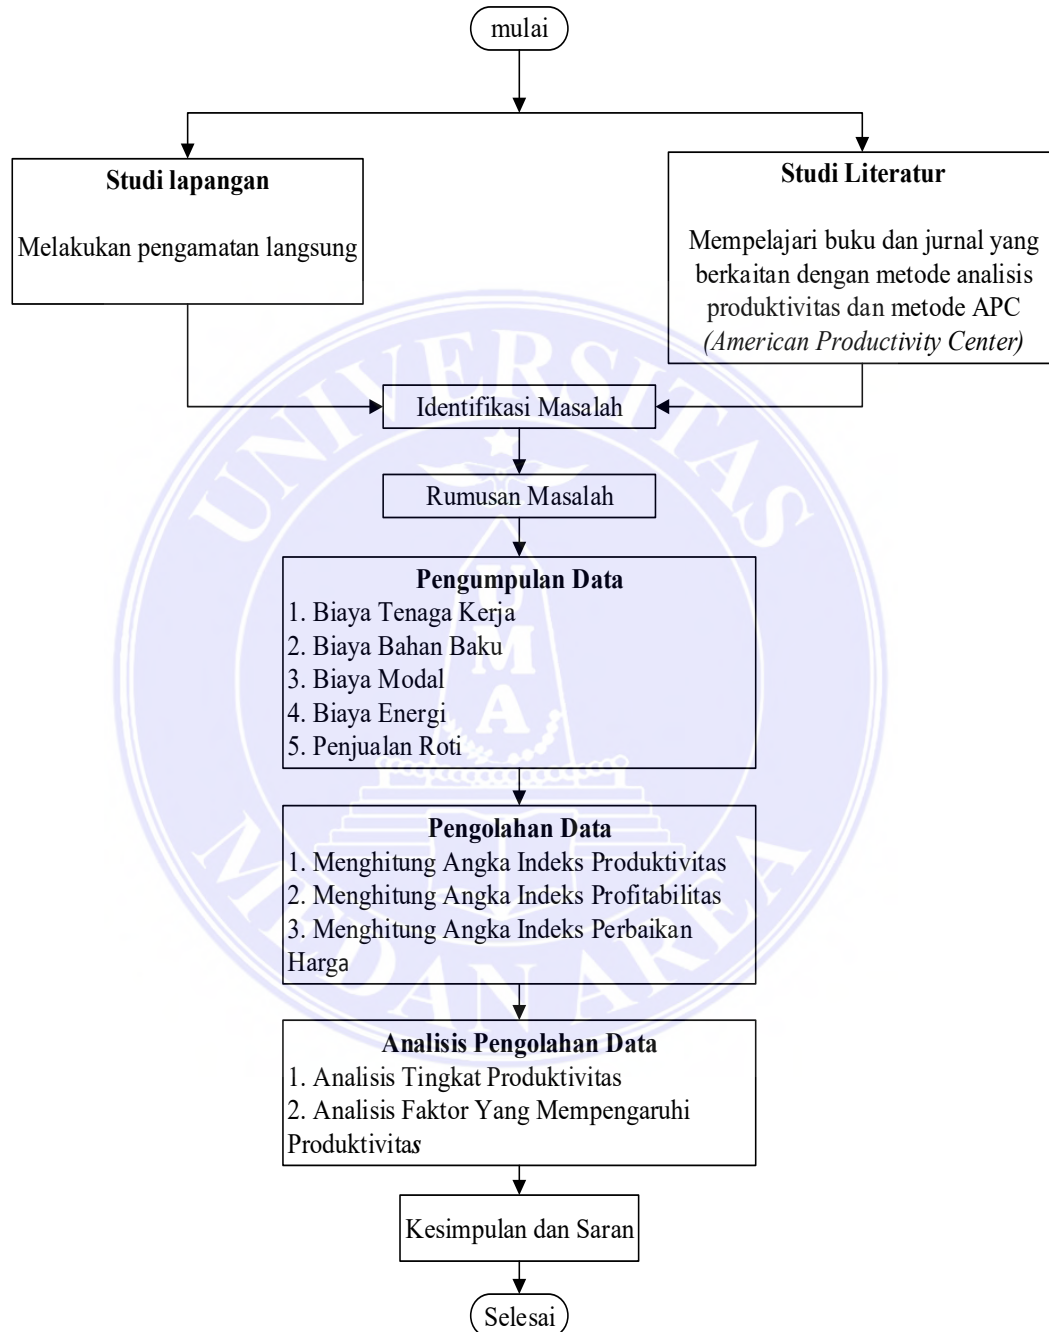 mulai
Studi lapangan
Melakukan pengamatan langsung
Studi Literatur
Mempelajari buku dan jurnal yang
berkaitan dengan metode analisis
produktivitas dan metode APC
(American Productivity Center)
Identifikasi Masalah
Rumusan Masalah
Pengumpulan Data
1. Biaya Tenaga Kerja
2. Biaya Bahan Baku
3. Biaya Modal
4. Biaya Energi
5. Penjualan Roti
Pengolahan Data
1. Menghitung Angka Indeks Produktivitas
2. Menghitung Angka Indeks Profitabilitas
3. Menghitung Angka Indeks Perbaikan
Harga
Analisis Pengolahan Data
1. Analisis Tingkat Produktivitas
2. Analisis Faktor Yang Mempengaruhi
Produktivitas
Kesimpulan dan Saran
Selesai
UNIVERSITAS
MEDAN AREA
U
M
A